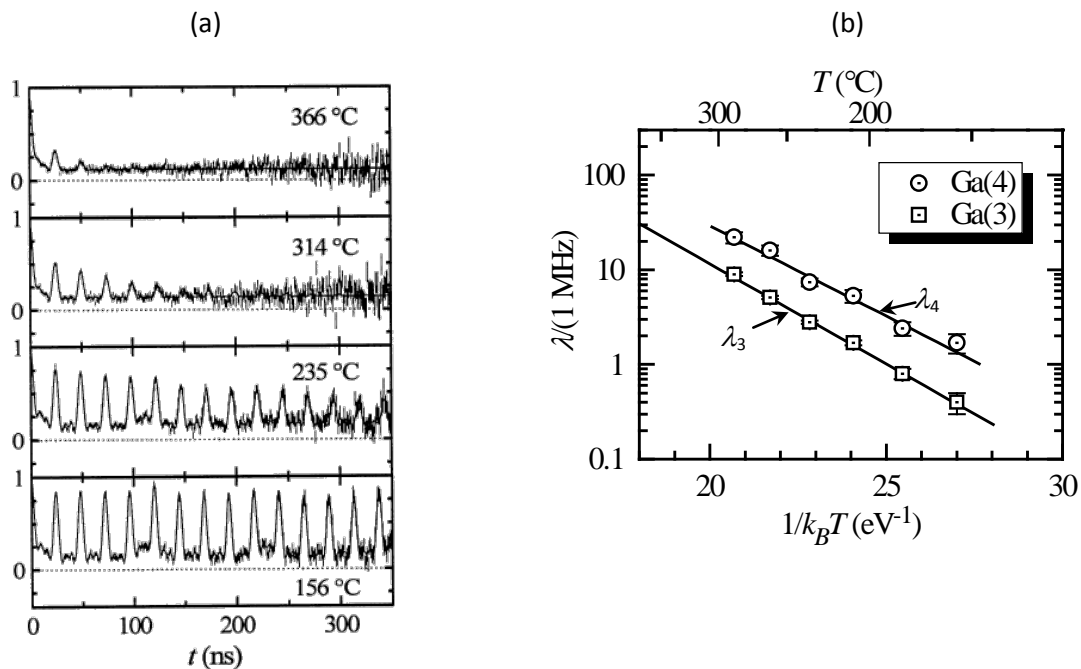 (a)
1
0
366 °C
1
0
314 °C
1
0
235 °C
1
0
156 °C
0 100 200 300
t (ns)
(b)
T (°C)
300 200
100
10
1
0.1
λ/(1 MHz)
Ga(4)
Ga(3)
λ₄
λ₃
20 25 30
1/k_BT (eV⁻¹)